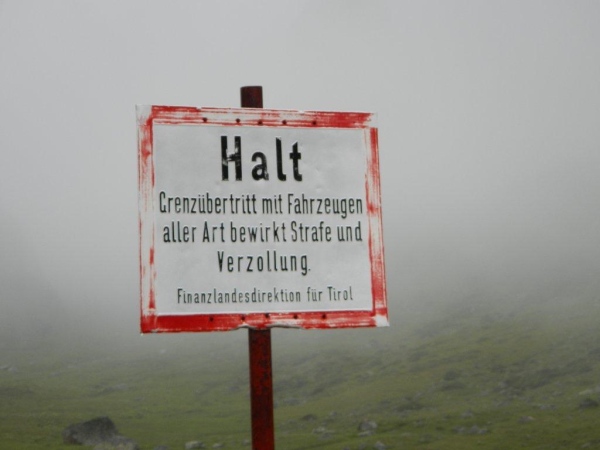 Halt
Grenzübertritt mit Fahrzeugen
aller Art bewirkt Strafe und
Verzollung.
Finanzlandesdirektion für Tirol